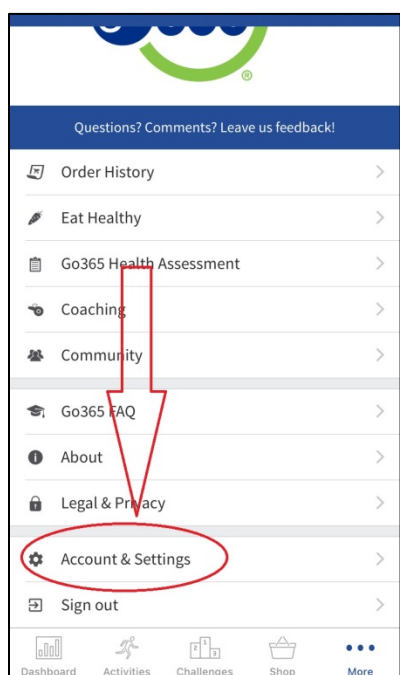 ®
Questions? Comments? Leave us feedback!
Order History
Eat Healthy
Go365 Health Assessment
Coaching
Community
Go365 FAQ
About
Legal & Privacy
Account & Settings
Sign out
Dashboard Activities Challenges Shop More